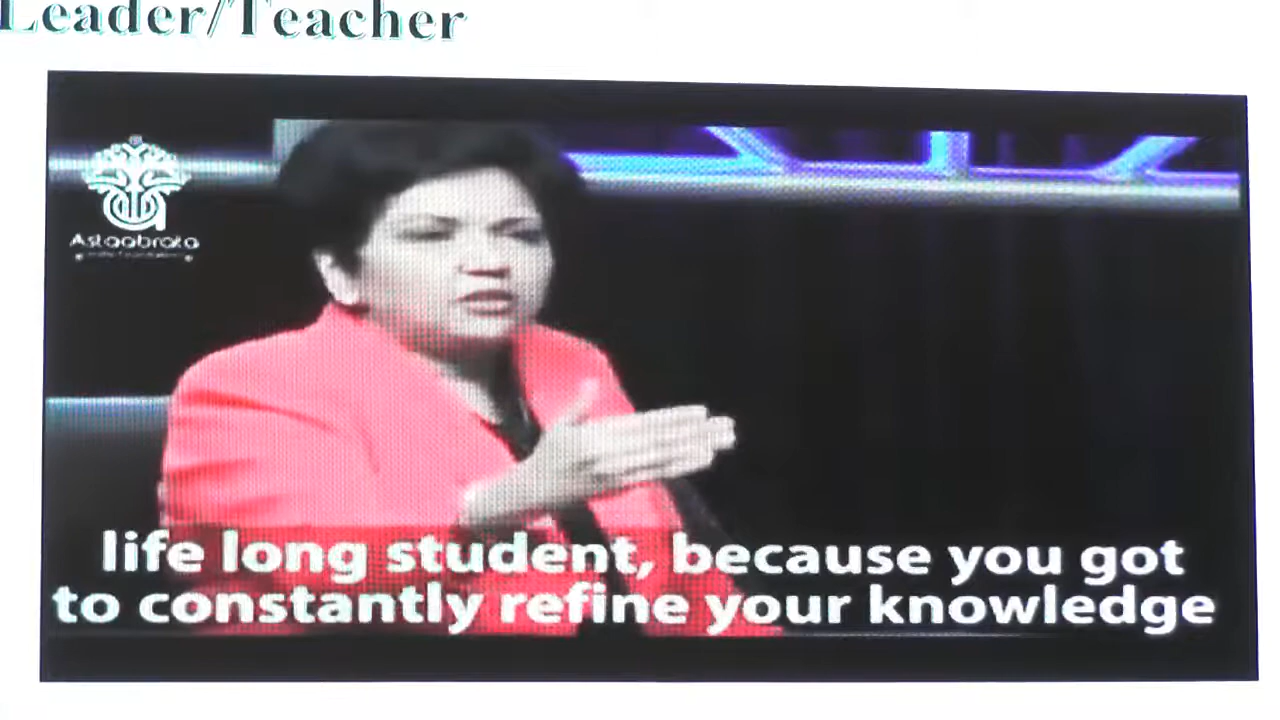 Leader/Teacher
Astaabrata
life long student, because you got
to constantly refine your knowledge